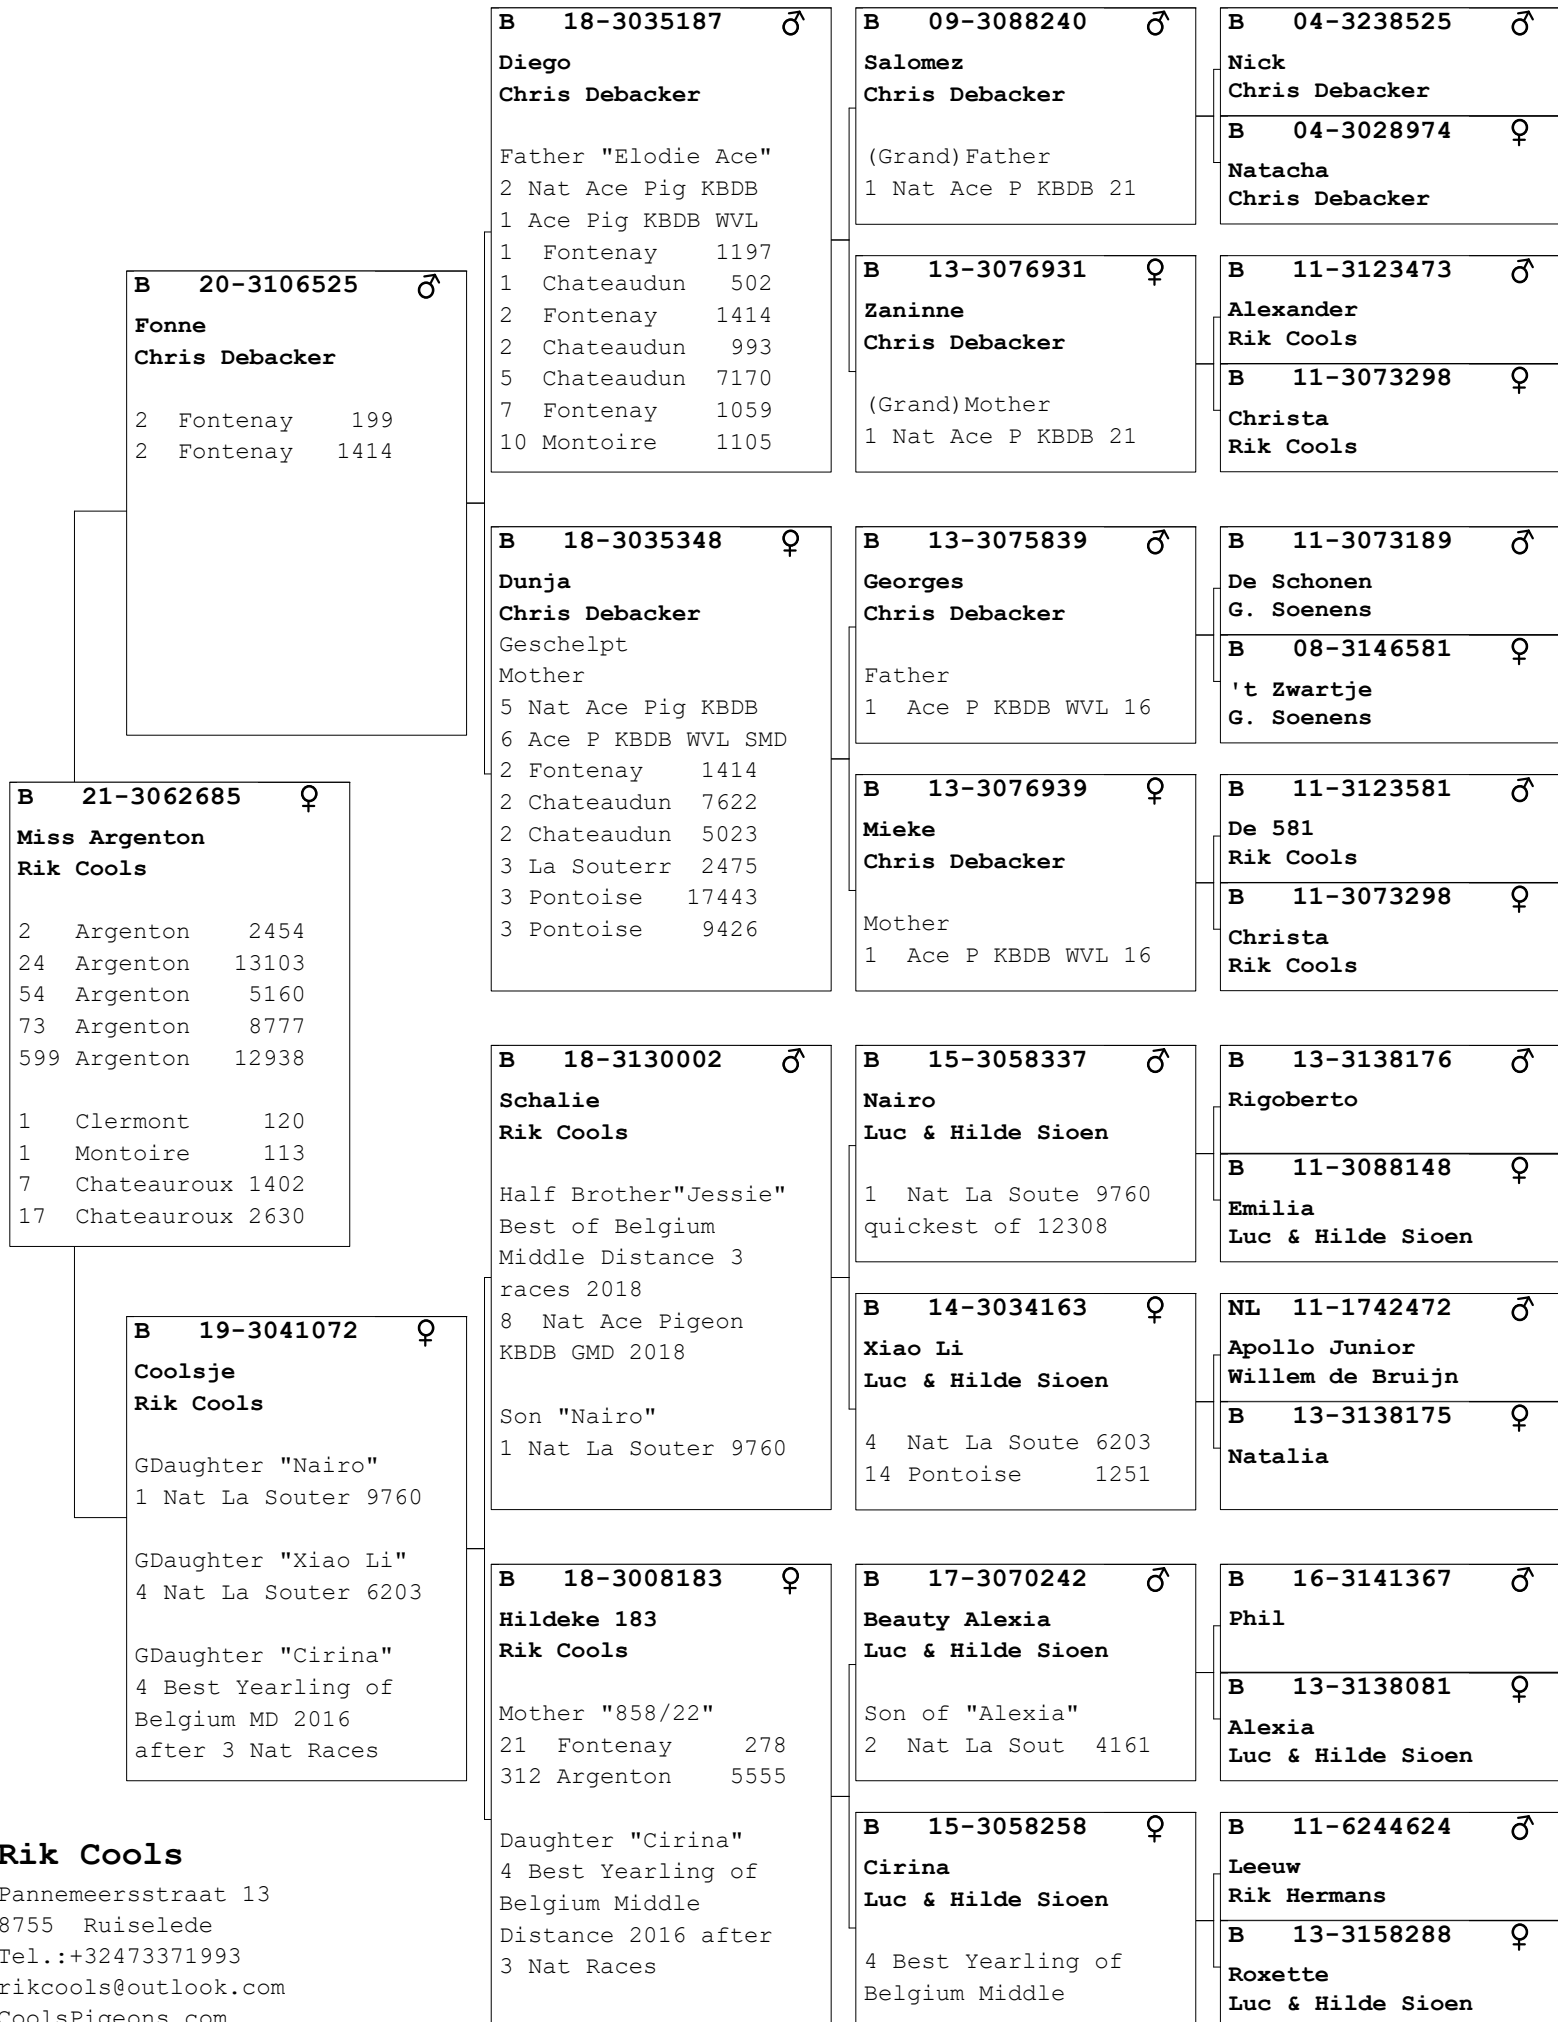 B 21-3062685 ♀
Miss Argenton
Rik Cools
2 Argenton 2454
24 Argenton 13103
54 Argenton 5160
73 Argenton 8777
599 Argenton 12938
1 Clermont 120
1 Montoire 113
7 Chateauroux 1402
17 Chateauroux 2630
B 20-3106525 ♂
Fonne
Chris Debacker
2 Fontenay 199
2 Fontenay 1414
B 19-3041072 ♀
Coolsje
Rik Cools
GDaughter "Nairo"
1 Nat La Souter 9760
GDaughter "Xiao Li"
4 Nat La Souter 6203
GDaughter "Cirina"
4 Best Yearling of
Belgium MD 2016
after 3 Nat Races
B 18-3035187 ♂
Diego
Chris Debacker
Father "Elodie Ace"
2 Nat Ace Pig KBDB
1 Ace Pig KBDB WVL
1 Fontenay 1197
1 Chateaudun 502
2 Fontenay 1414
2 Chateaudun 993
5 Chateaudun 7170
7 Fontenay 1059
10 Montoire 1105
B 18-3035348 ♀
Dunja
Chris Debacker
Geschelpt
Mother
5 Nat Ace Pig KBDB
6 Ace P KBDB WVL SMD
2 Fontenay 1414
2 Chateaudun 7622
2 Chateaudun 5023
3 La Souterr 2475
3 Pontoise 17443
3 Pontoise 9426
B 18-3130002 ♂
Schalie
Rik Cools
Half Brother"Jessie"
Best of Belgium
Middle Distance 3
races 2018
8 Nat Ace Pigeon
KBDB GMD 2018
Son "Nairo"
1 Nat La Souter 9760
B 18-3008183 ♀
Hildeke 183
Rik Cools
Mother "858/22"
21 Fontenay 278
312 Argenton 5555
Daughter "Cirina"
4 Best Yearling of
Belgium Middle
Distance 2016 after
3 Nat Races
B 09-3088240 ♂
Salomez
Chris Debacker
(Grand)Father
1 Nat Ace P KBDB 21
B 13-3076931 ♀
Zaninne
Chris Debacker
(Grand)Mother
1 Nat Ace P KBDB 21
B 13-3075839 ♂
Georges
Chris Debacker
Father
1 Ace P KBDB WVL 16
B 13-3076939 ♀
Mieke
Chris Debacker
Mother
1 Ace P KBDB WVL 16
B 15-3058337 ♂
Nairo
Luc & Hilde Sioen
1 Nat La Soute 9760
quickest of 12308
B 14-3034163 ♀
Xiao Li
Luc & Hilde Sioen
4 Nat La Soute 6203
14 Pontoise 1251
B 17-3070242 ♂
Beauty Alexia
Luc & Hilde Sioen
Son of "Alexia"
2 Nat La Sout 4161
B 15-3058258 ♀
Cirina
Luc & Hilde Sioen
4 Best Yearling of
Belgium Middle
B 04-3238525 ♂
Nick
Chris Debacker
B 04-3028974 ♀
Natacha
Chris Debacker
B 11-3123473 ♂
Alexander
Rik Cools
B 11-3073298 ♀
Christa
Rik Cools
B 11-3073189 ♂
De Schonen
G. Soenens
B 08-3146581 ♀
't Zwartje
G. Soenens
B 11-3123581 ♂
De 581
Rik Cools
B 11-3073298 ♀
Christa
Rik Cools
B 13-3138176 ♂
Rigoberto
B 11-3088148 ♀
Emilia
Luc & Hilde Sioen
NL 11-1742472 ♂
Apollo Junior
Willem de Bruijn
B 13-3138175 ♀
Natalia
B 16-3141367 ♂
Phil
B 13-3138081 ♀
Alexia
Luc & Hilde Sioen
B 11-6244624 ♂
Leeuw
Rik Hermans
B 13-3158288 ♀
Roxette
Luc & Hilde Sioen
Rik Cools
Pannemeersstraat 13
8755 Ruiselede
Tel.:+32473371993
rikcools@outlook.com
CoolsPigeons.com